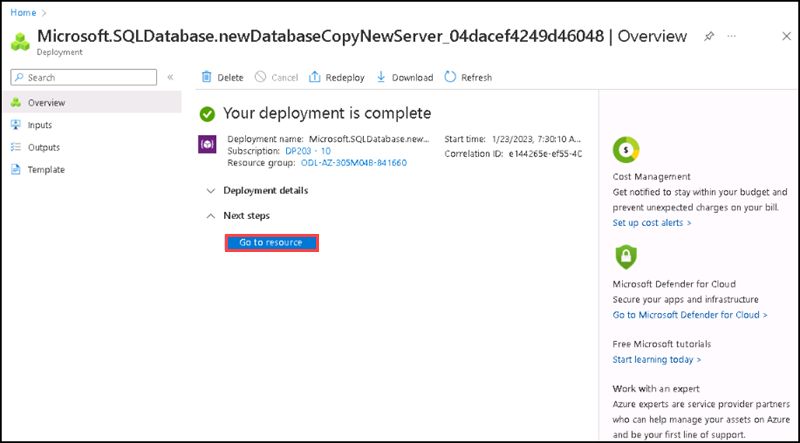 Home >
Microsoft.SQLDatabase.newDatabaseCopyNewServer_04dacef4249d46048 | Overview
Deployment
Search
Overview
Inputs
Outputs
Template
Delete
Cancel
Redeploy
Download
Refresh
Your deployment is complete
Deployment name: Microsoft.SQLDatabase.new...
Subscription: DP203 - 10
Resource group: ODL-AZ-305M04B-841660
Start time: 1/23/2023, 7:30:10 A...
Correlation ID: e144265e-ef55-4C
Deployment details
Next steps
Go to resource
Cost Management
Get notified to stay within your budget and
prevent unexpected charges on your bill.
Set up cost alerts >
Microsoft Defender for Cloud
Secure your apps and infrastructure
Go to Microsoft Defender for Cloud >
Free Microsoft tutorials
Start learning today >
Work with an expert
Azure experts are service provider partners
who can help manage your assets on Azure
and be your first line of support.